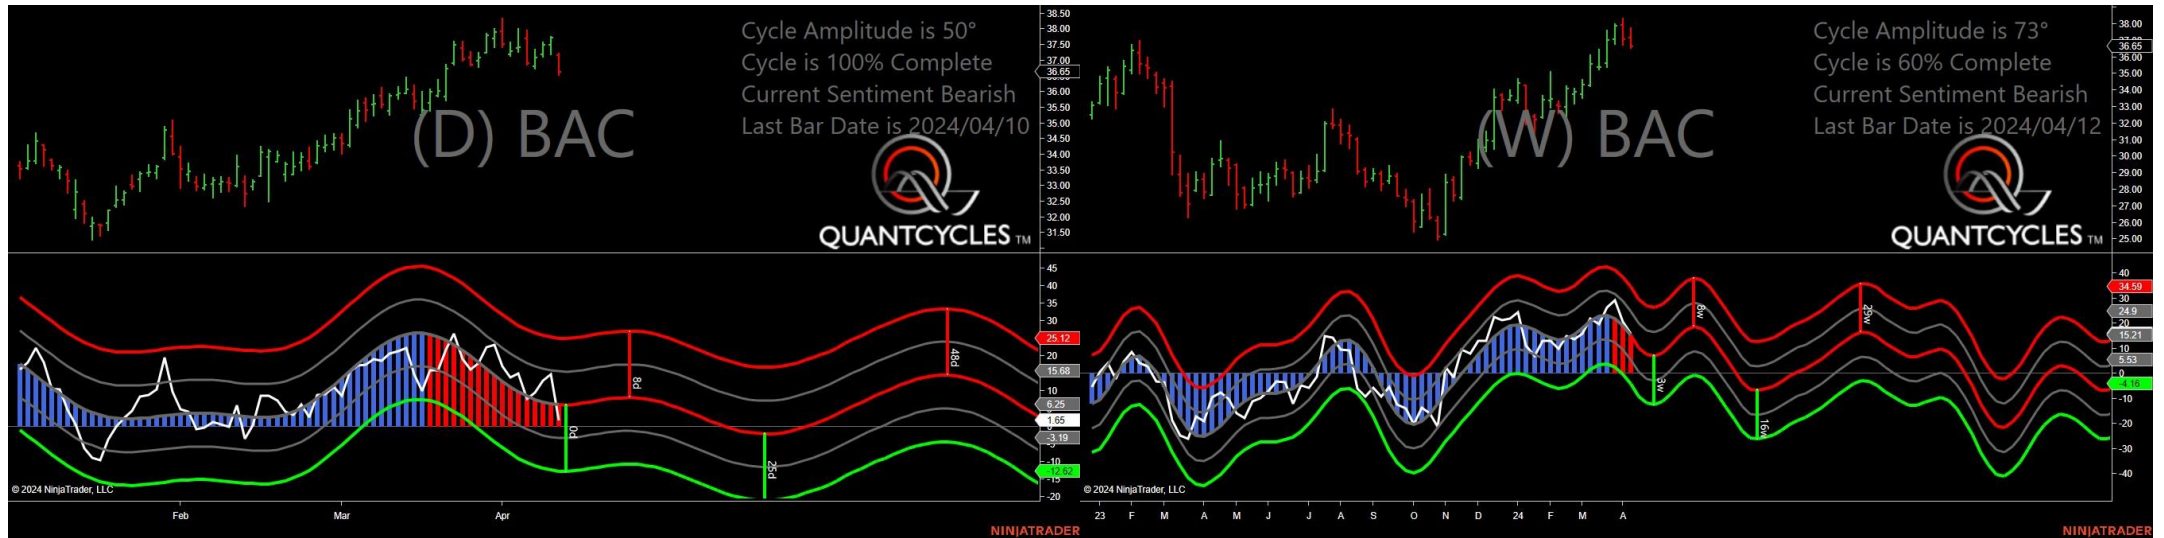 Cycle Amplitude is 50°
Cycle is 100% Complete
Current Sentiment Bearish
Last Bar Date is 2024/04/10
(D) BAC
QUANTCYCLES TM
38.50
38.00
37.50
37.00
36.65
36.00
35.50
35.00
34.50
34.00
33.50
33.00
32.50
32.00
31.50
45
40
35
30
25.12
20
15.68
10
6.25
1.65
-3.19
-10
-12.62
-15
-20
0d
8d
25d
48d
© 2024 NinjaTrader, LLC
Feb
Mar
Apr
NINJATRADER
Cycle Amplitude is 73°
Cycle is 60% Complete
Current Sentiment Bearish
Last Bar Date is 2024/04/12
(W) BAC
QUANTCYCLES TM
38.00
36.65
35.00
34.00
33.00
32.00
31.00
30.00
29.00
28.00
27.00
26.00
25.00
40
34.59
30
24.9
20
15.21
10
5.53
0
-4.16
-10
-20
-30
-40
8w
16w
29w
© 2024 NinjaTrader, LLC
23 F M A M J J A S O N D 24 F M A
NINJATRADER